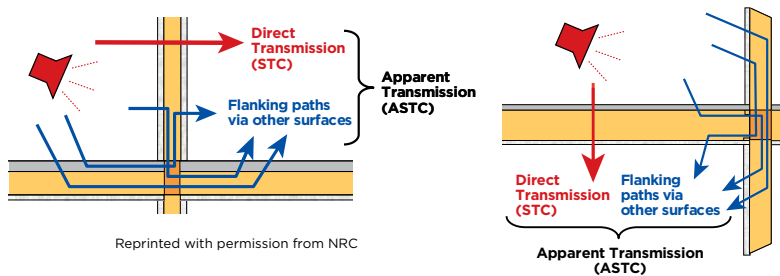 Direct
Transmission
(STC)
Apparent
Transmission
(ASTC)
Flanking paths
via other surfaces
Reprinted with permission from NRC
Direct
Transmission
(STC)
Flanking
paths via
other surfaces
Apparent Transmission
(ASTC)